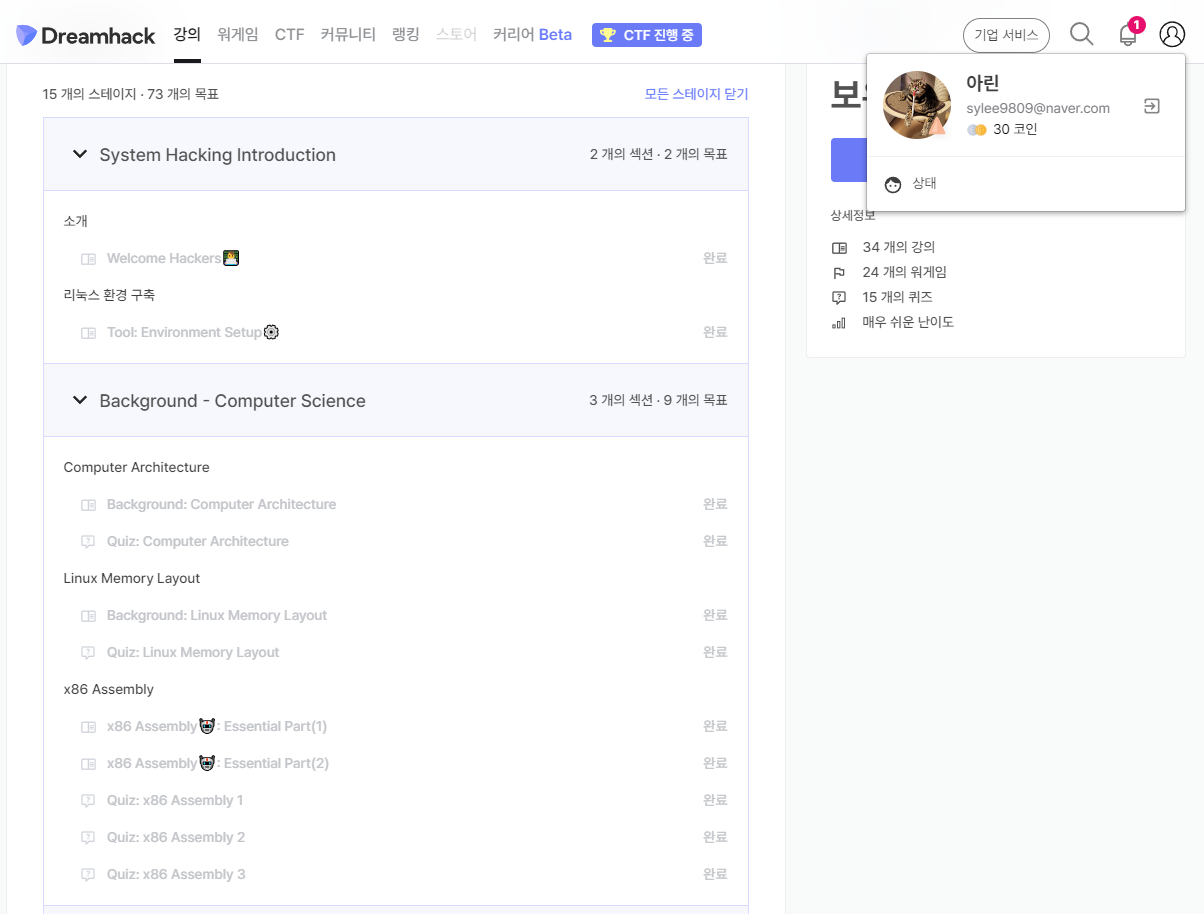 Dreamhack 강의 워게임 CTF 커뮤니티 랭킹 스토어 커리어 Beta CTF 진행 중 기업 서비스 1
아린
sylee9809@naver.com
30 코인
상태
15 개의 스테이지 · 73 개의 목표 모든 스테이지 닫기
System Hacking Introduction 2 개의 섹션 · 2 개의 목표
소개
Welcome Hackers 완료
리눅스 환경 구축
Tool: Environment Setup 완료
Background - Computer Science 3 개의 섹션 · 9 개의 목표
Computer Architecture
Background: Computer Architecture 완료
Quiz: Computer Architecture 완료
Linux Memory Layout
Background: Linux Memory Layout 완료
Quiz: Linux Memory Layout 완료
x86 Assembly
x86 Assembly : Essential Part(1) 완료
x86 Assembly : Essential Part(2) 완료
Quiz: x86 Assembly 1 완료
Quiz: x86 Assembly 2 완료
Quiz: x86 Assembly 3 완료
상세정보
34 개의 강의
24 개의 워게임
15 개의 퀴즈
매우 쉬운 난이도